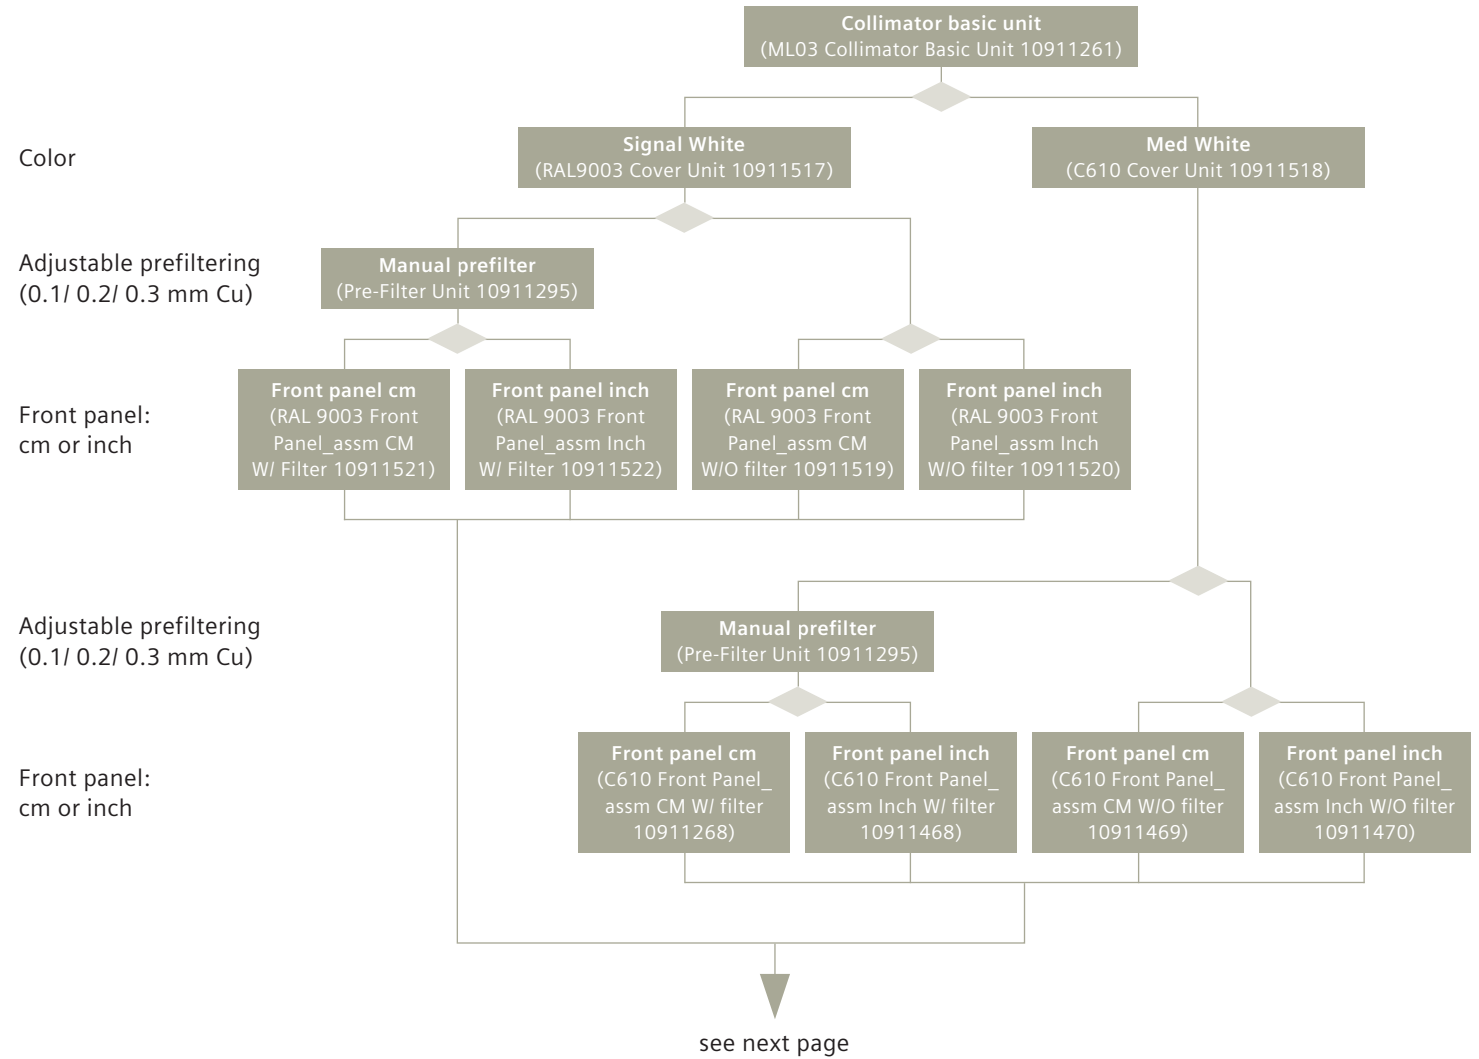 Collimator basic unit
(ML03 Collimator Basic Unit 10911261)
Color
Signal White
(RAL9003 Cover Unit 10911517)
Med White
(C610 Cover Unit 10911518)
Adjustable prefiltering
(0.1/ 0.2/ 0.3 mm Cu)
Manual prefilter
(Pre-Filter Unit 10911295)
Front panel:
cm or inch
Front panel cm
(RAL 9003 Front
Panel_assm CM
W/ Filter 10911521)
Front panel inch
(RAL 9003 Front
Panel_assm Inch
W/ Filter 10911522)
Front panel cm
(RAL 9003 Front
Panel_assm CM
W/O filter 10911519)
Front panel inch
(RAL 9003 Front
Panel_assm Inch
W/O filter 10911520)
Adjustable prefiltering
(0.1/ 0.2/ 0.3 mm Cu)
Manual prefilter
(Pre-Filter Unit 10911295)
Front panel:
cm or inch
Front panel cm
(C610 Front Panel_
assm CM W/ filter
10911268)
Front panel inch
(C610 Front Panel_
assm Inch W/ filter
10911468)
Front panel cm
(C610 Front Panel_
assm CM W/O filter
10911469)
Front panel inch
(C610 Front Panel_
assm Inch W/O filter
10911470)
see next page